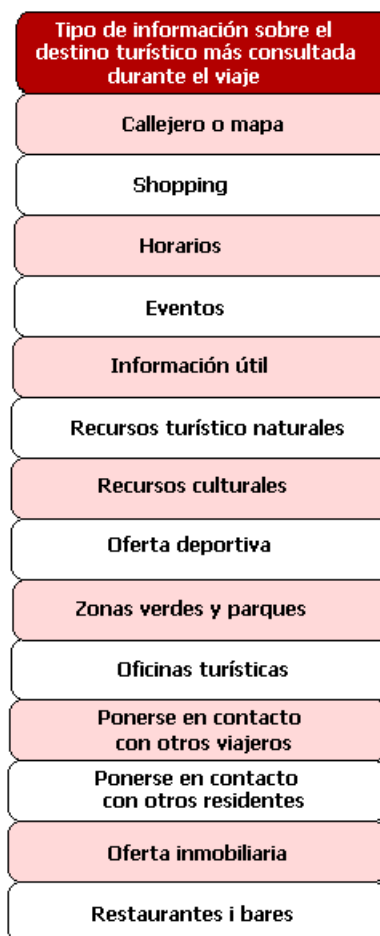 Tipo de información sobre el
destino turístico más consultada
durante el viaje
Callejero o mapa
Shopping
Horarios
Eventos
Información útil
Recursos turístico naturales
Recursos culturales
Oferta deportiva
Zonas verdes y parques
Oficinas turísticas
Ponerse en contacto
con otros viajeros
Ponerse en contacto
con otros residentes
Oferta inmobiliaria
Restaurantes i bares